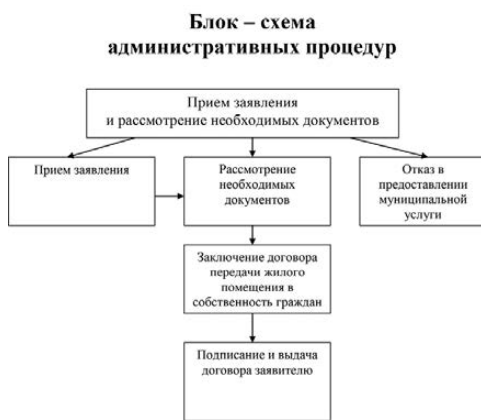 Блок – схема
административных процедур
Прием заявления
и рассмотрение необходимых документов
Прием заявления
Рассмотрение
необходимых
документов
Отказ в
предоставлении
муниципальной
услуги
Заключение договора
передачи жилого
помещения в
собственность граждан
Подписание и выдача
договора заявителю